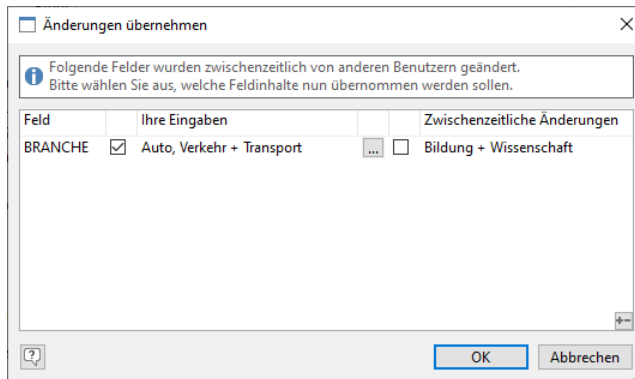 Änderungen übernehmen
Folgende Felder wurden zwischenzeitlich von anderen Benutzern geändert.
Bitte wählen Sie aus, welche Feldinhalte nun übernommen werden sollen.
Feld Ihre Eingaben Zwischenzeitliche Änderungen
BRANCHE Auto, Verkehr + Transport ... Bildung + Wissenschaft
OK Abbrechen